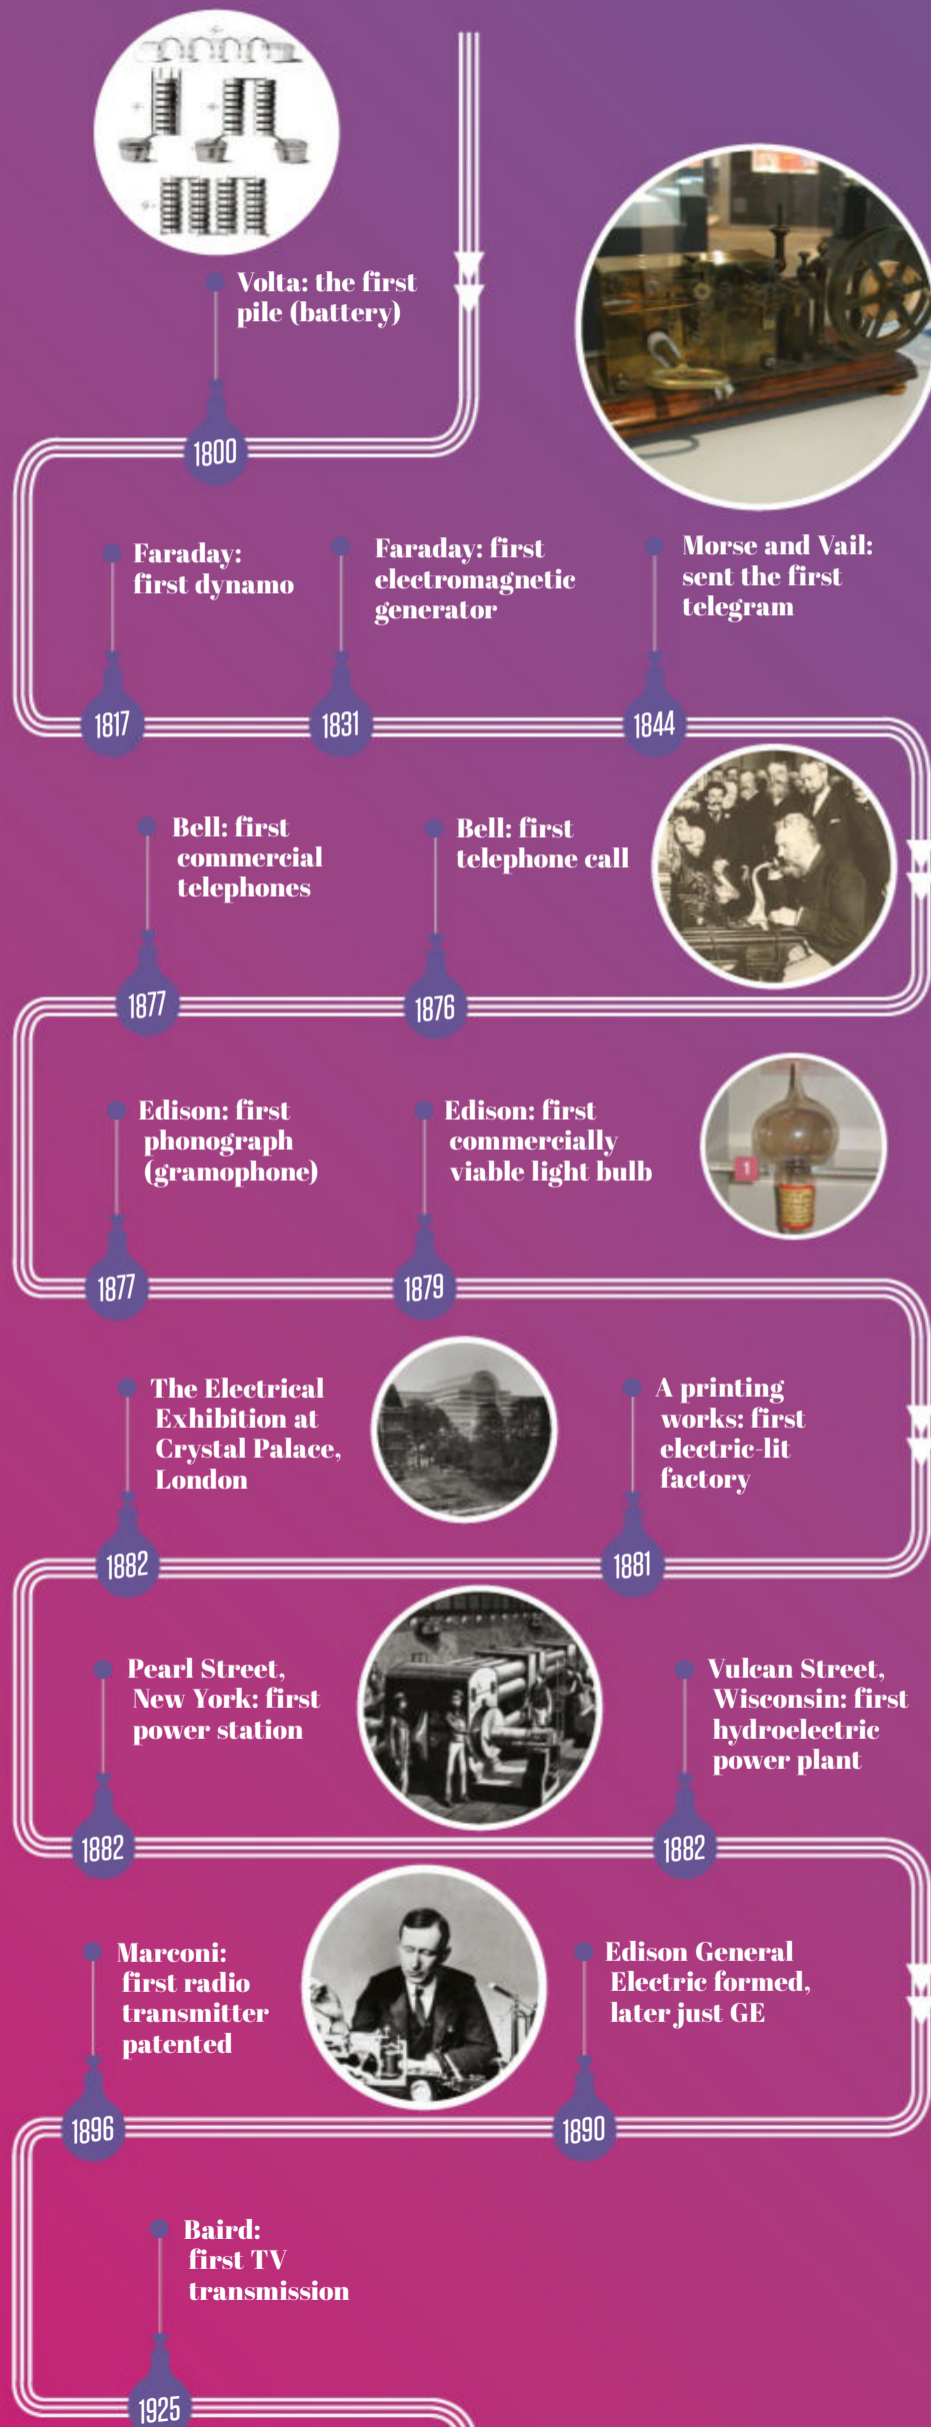 Volta: the first
pile (battery)
1800
Faraday:
first dynamo
1817
Faraday: first
electromagnetic
generator
1831
Morse and Vail:
sent the first
telegram
1844
Bell: first
telephone call
1876
Bell: first
commercial
telephones
1877
Edison: first
phonograph
(gramophone)
1877
Edison: first
commercially
viable light bulb
1879
1
A printing
works: first
electric-lit
factory
1881
The Electrical
Exhibition at
Crystal Palace,
London
1882
Pearl Street,
New York: first
power station
1882
Vulcan Street,
Wisconsin: first
hydroelectric
power plant
1882
Edison General
Electric formed,
later just GE
1890
Marconi:
first radio
transmitter
patented
1896
Baird:
first TV
transmission
1925